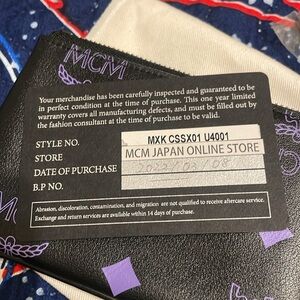 MCM
Your merchandise has been carefully inspected and guaranteed to be
in perfect condition at the time of purchase. This one year limited
warranty covers all manufacturing defects, and must be filled out by
the fashion consultant at time of purchase to be valid.
STYLE NO. MXK CSSX01 U4001
STORE MCM JAPAN ONLINE STORE
DATE OF PURCHASE 2023/03/08
B.P NO.
Abrasion, discoloration, contamination, and migration are not qualified to receive aftercare service.
Exchange and return services are available within 14 days of purchase.